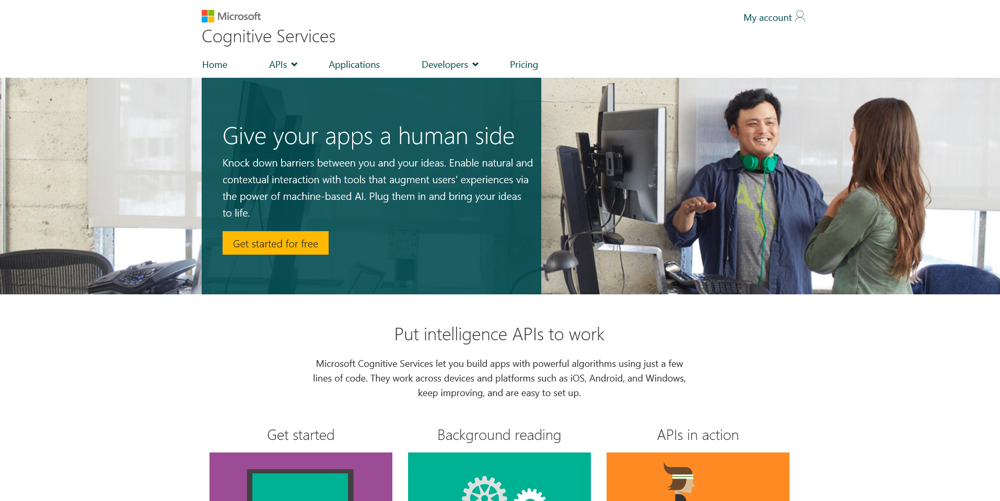 Microsoft
My account
Cognitive Services
Home
APIs
Applications
Developers
Pricing
Give your apps a human side
Knock down barriers between you and your ideas. Enable natural and
contextual interaction with tools that augment users' experiences via
the power of machine-based AI. Plug them in and bring your ideas
to life.
Get started for free
Put intelligence APIs to work
Microsoft Cognitive Services let you build apps with powerful algorithms using just a few
lines of code. They work across devices and platforms such as iOS, Android, and Windows,
keep improving, and are easy to set up.
Get started
Background reading
APIs in action